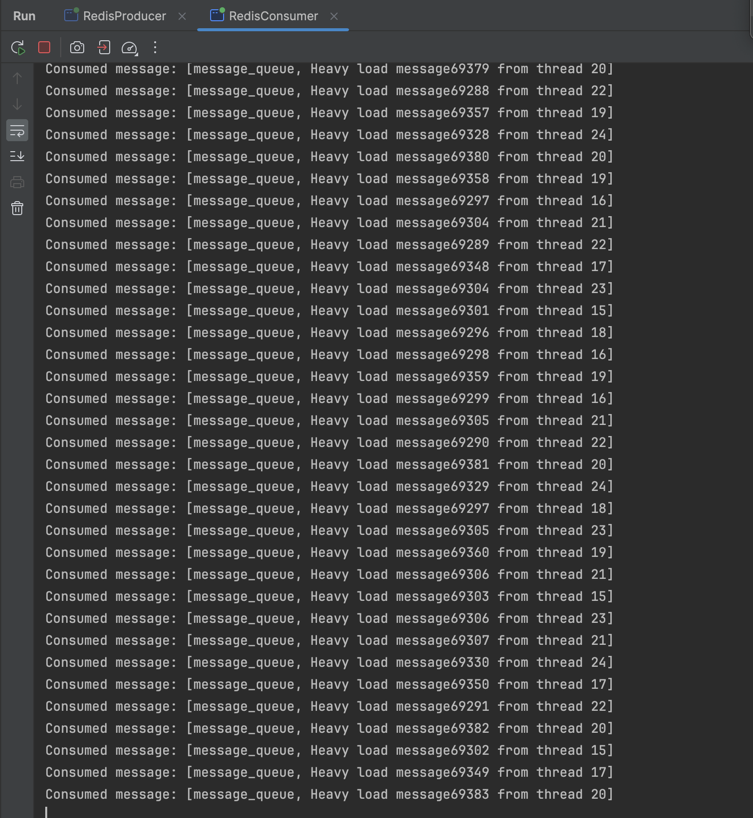 Run RedisProducer RedisConsumer
Consumed message: [message_queue, Heavy load message69379 from thread 20]
Consumed message: [message_queue, Heavy load message69288 from thread 22]
Consumed message: [message_queue, Heavy load message69357 from thread 19]
Consumed message: [message_queue, Heavy load message69328 from thread 24]
Consumed message: [message_queue, Heavy load message69380 from thread 20]
Consumed message: [message_queue, Heavy load message69358 from thread 19]
Consumed message: [message_queue, Heavy load message69297 from thread 16]
Consumed message: [message_queue, Heavy load message69304 from thread 21]
Consumed message: [message_queue, Heavy load message69289 from thread 22]
Consumed message: [message_queue, Heavy load message69348 from thread 17]
Consumed message: [message_queue, Heavy load message69304 from thread 23]
Consumed message: [message_queue, Heavy load message69301 from thread 15]
Consumed message: [message_queue, Heavy load message69296 from thread 18]
Consumed message: [message_queue, Heavy load message69298 from thread 16]
Consumed message: [message_queue, Heavy load message69359 from thread 19]
Consumed message: [message_queue, Heavy load message69299 from thread 16]
Consumed message: [message_queue, Heavy load message69305 from thread 21]
Consumed message: [message_queue, Heavy load message69290 from thread 22]
Consumed message: [message_queue, Heavy load message69381 from thread 20]
Consumed message: [message_queue, Heavy load message69329 from thread 24]
Consumed message: [message_queue, Heavy load message69297 from thread 18]
Consumed message: [message_queue, Heavy load message69305 from thread 23]
Consumed message: [message_queue, Heavy load message69360 from thread 19]
Consumed message: [message_queue, Heavy load message69306 from thread 21]
Consumed message: [message_queue, Heavy load message69303 from thread 15]
Consumed message: [message_queue, Heavy load message69306 from thread 23]
Consumed message: [message_queue, Heavy load message69307 from thread 21]
Consumed message: [message_queue, Heavy load message69330 from thread 24]
Consumed message: [message_queue, Heavy load message69350 from thread 17]
Consumed message: [message_queue, Heavy load message69291 from thread 22]
Consumed message: [message_queue, Heavy load message69382 from thread 20]
Consumed message: [message_queue, Heavy load message69302 from thread 15]
Consumed message: [message_queue, Heavy load message69349 from thread 17]
Consumed message: [message_queue, Heavy load message69383 from thread 20]